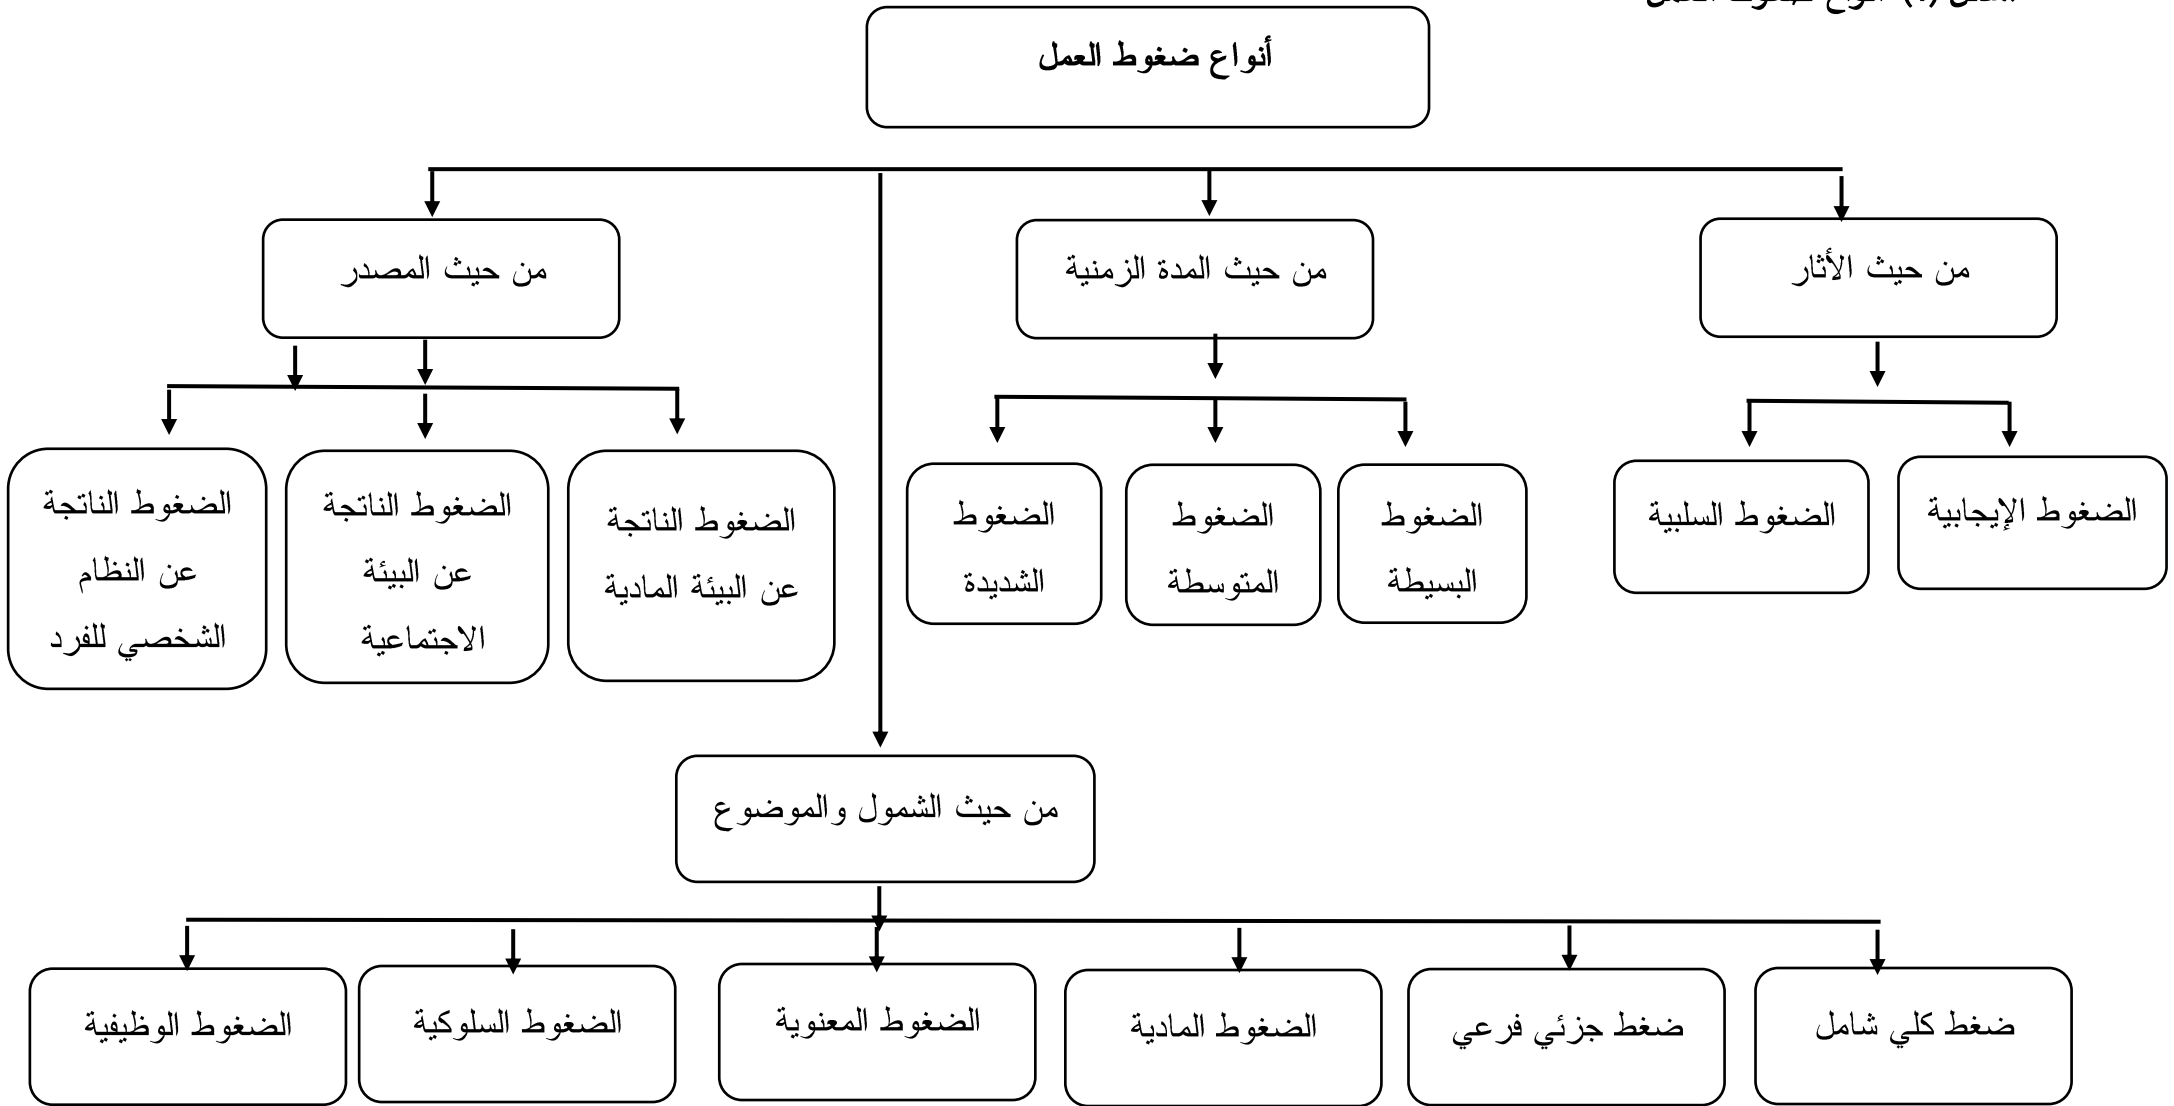 أنواع ضغوط العمل
من حيث الأثار
من حيث المدة الزمنية
من حيث المصدر
الضغوط الإيجابية
الضغوط السلبية
الضغوط
البسيطة
الضغوط
المتوسطة
الضغوط
الشديدة
الضغوط الناتجة
عن البيئة المادية
الضغوط الناتجة
عن البيئة
الاجتماعية
الضغوط الناتجة
عن النظام
الشخصي للفرد
من حيث الشمول والموضوع
ضغط كلي شامل
ضغط جزئي فرعي
الضغوط المادية
الضغوط المعنوية
الضغوط السلوكية
الضغوط الوظيفية